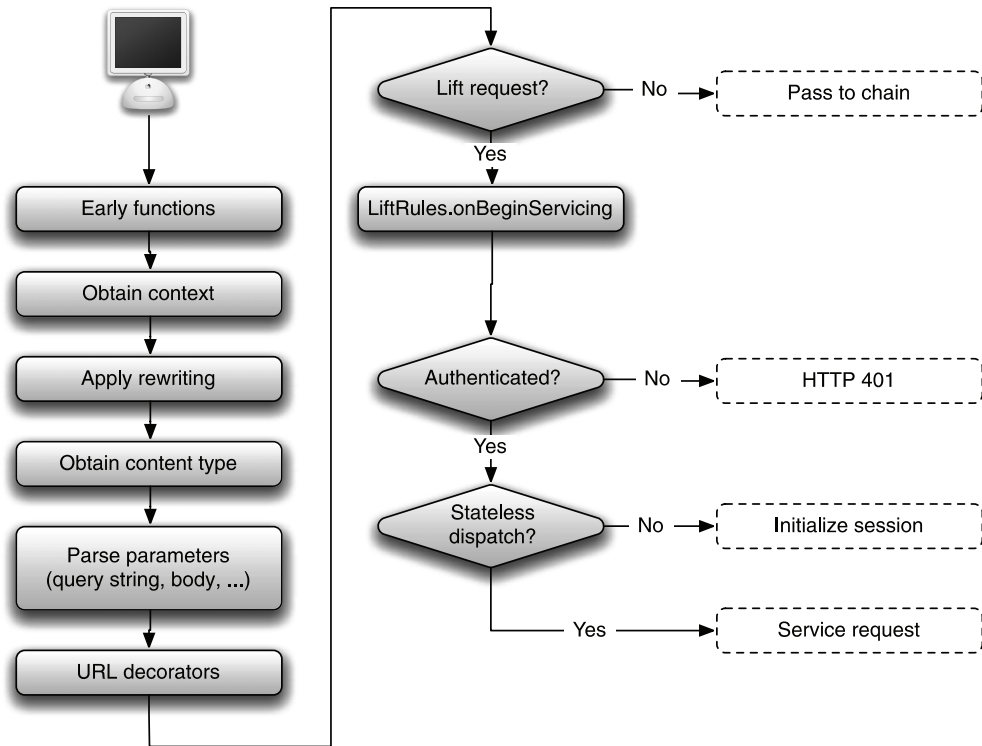 Early functions
Obtain context
Apply rewriting
Obtain content type
Parse parameters
(query string, body, ...)
URL decorators
Lift request?
No
Pass to chain
Yes
LiftRules.onBeginServicing
Authenticated?
No
HTTP 401
Yes
Stateless
dispatch?
No
Initialize session
Yes
Service request